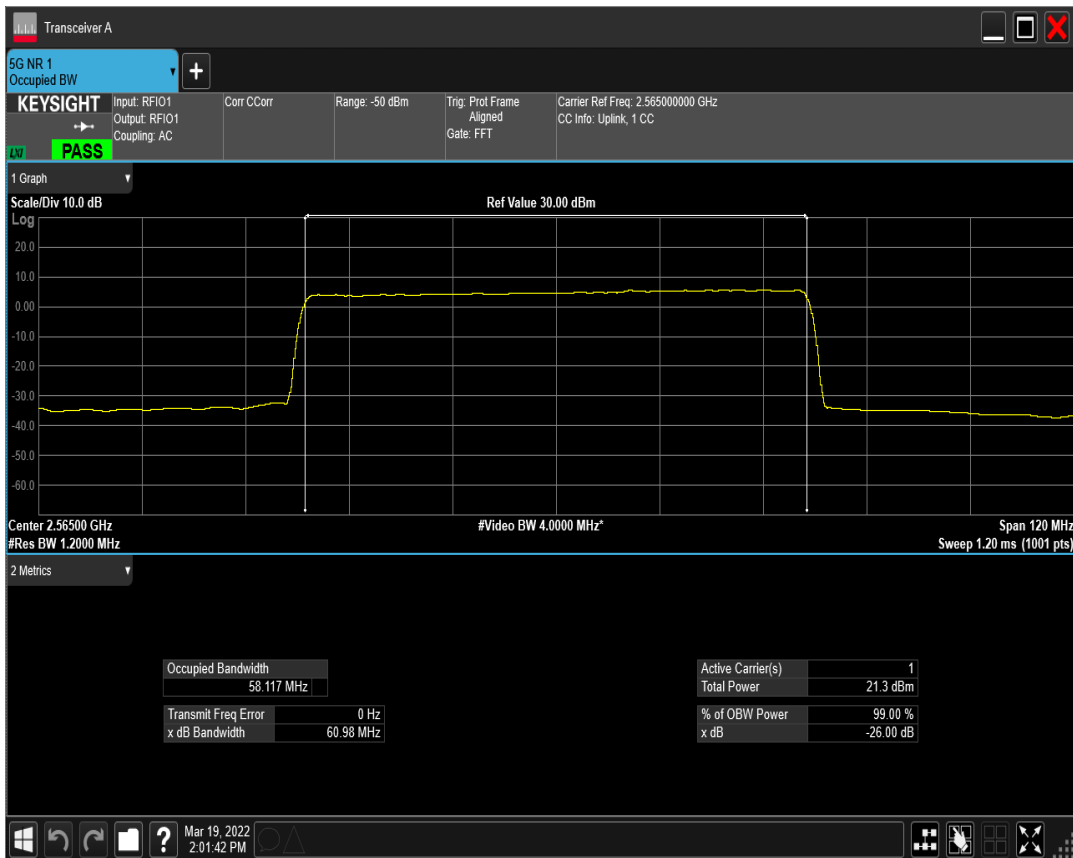 Transceiver A
5G NR 1
Occupied BW
+
KEYSIGHT
LXI
PASS
Input: RFIO1
Output: RFIO1
Coupling: AC
Corr CCorr
Range: -50 dBm
Trig: Prot Frame
Aligned
Gate: FFT
Carrier Ref Freq: 2.565000000 GHz
CC Info: Uplink, 1 CC
1 Graph
Scale/Div 10.0 dB
Ref Value 30.00 dBm
Log
20.0
10.0
0.00
-10.0
-20.0
-30.0
-40.0
-50.0
-60.0
Center 2.56500 GHz
#Video BW 4.0000 MHz*
Span 120 MHz
#Res BW 1.2000 MHz
Sweep 1.20 ms (1001 pts)
2 Metrics
Occupied Bandwidth
58.117 MHz
Transmit Freq Error 0 Hz
x dB Bandwidth 60.98 MHz
Active Carrier(s) 1
Total Power 21.3 dBm
% of OBW Power 99.00 %
x dB -26.00 dB
?
Mar 19, 2022
2:01:42 PM